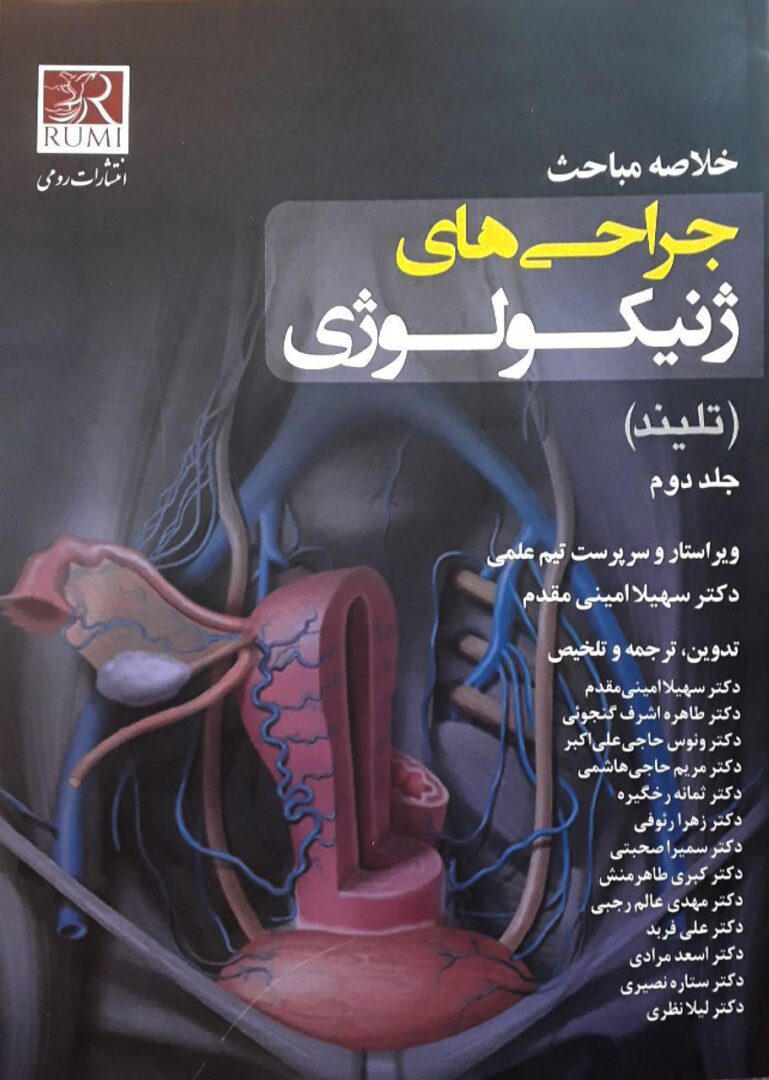 RUMI
انتشارات رومی
خلاصه مباحث
جراحی‌های
ژنیکولوژی
(تلیند)
جلد دوم
ویراستار و سرپرست تیم علمی
دکتر سهیلا امینی مقدم
تدوین، ترجمه و تلخیص
دکتر سهیلا امینی مقدم
دکتر طاهره اشرف گنجوئی
دکتر ونوس حاجی علی اکبر
دکتر مریم حاجی هاشمی
دکتر ثمانه رخگیره
دکتر زهرا رئوفی
دکتر سمیرا صحبتی
دکتر کبری طاهرمنش
دکتر مهدی عالم رجبی
دکتر علی فربد
دکتر اسعد مرادی
دکتر ستاره نصیری
دکتر لیلا نظری